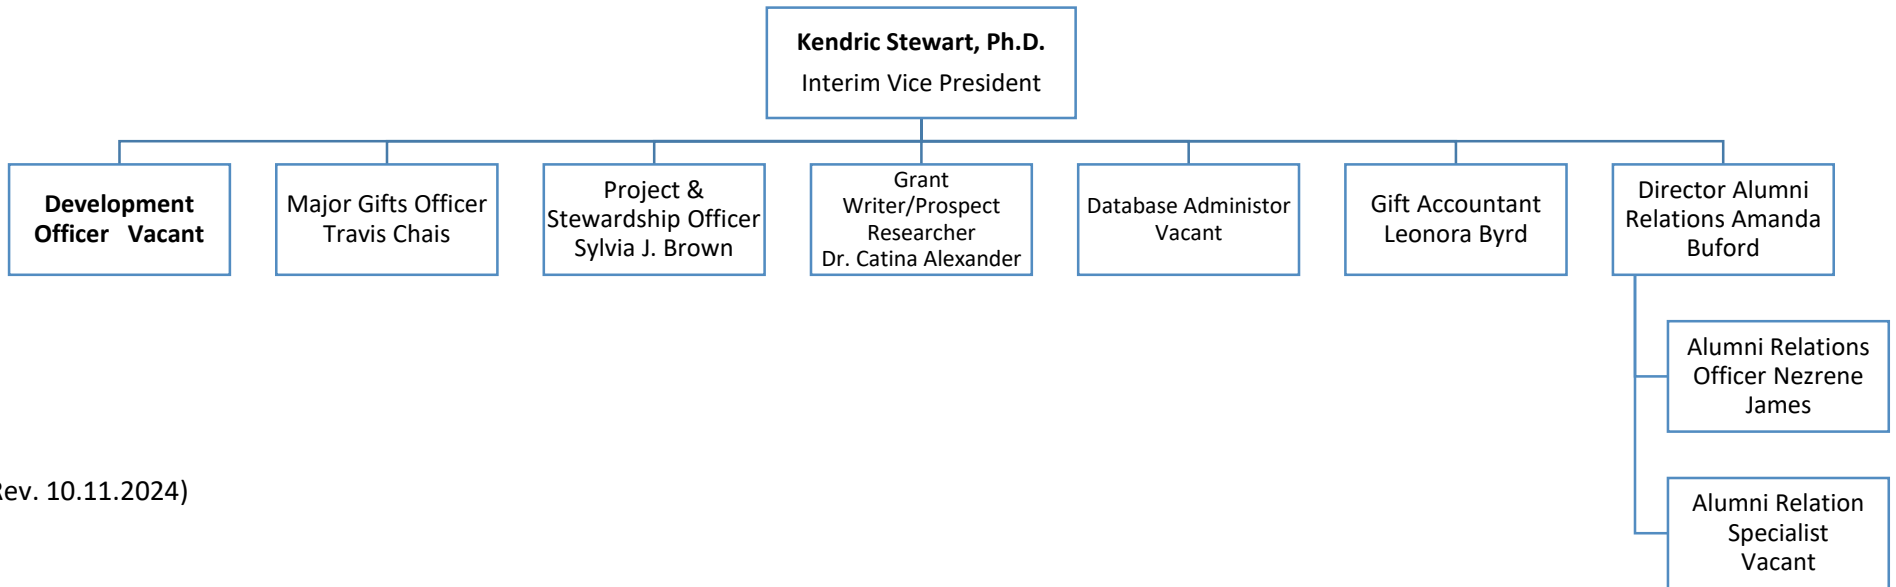 Kendric Stewart, Ph.D.
Interim Vice President
Development
Officer Vacant
Major Gifts Officer
Travis Chais
Project &
Stewardship Officer
Sylvia J. Brown
Grant
Writer/Prospect
Researcher
Dr. Catina Alexander
Database Administor
Vacant
Gift Accountant
Leonora Byrd
Director Alumni
Relations Amanda
Buford
Alumni Relations
Officer Nezrene
James
Alumni Relation
Specialist
Vacant
Rev. 10.11.2024)